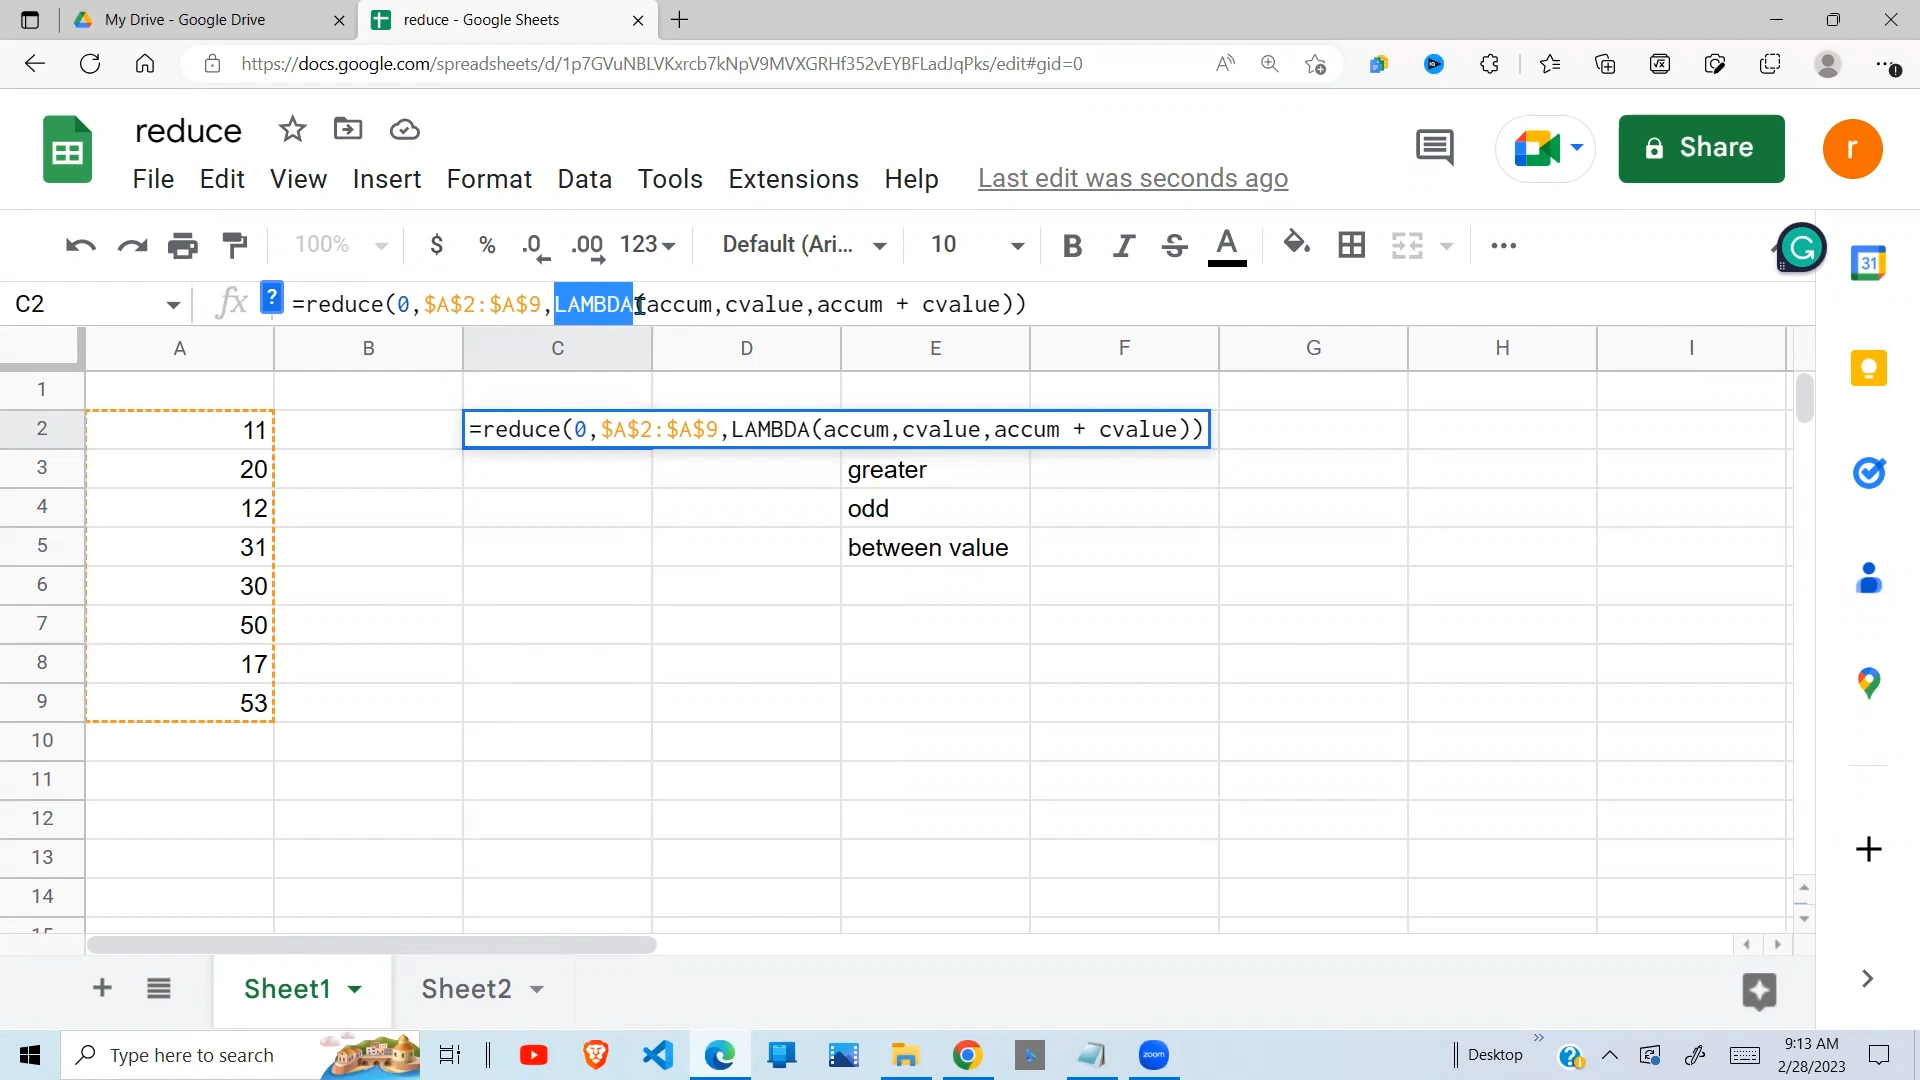 My Drive - Google Drive
reduce - Google Sheets
https://docs.google.com/spreadsheets/d/1p7GVuNBLVKxrcb7kNpV9MVXGRHf352vEYBFLadJqPks/edit#gid=0
reduce
Share
r
File Edit View Insert Format Data Tools Extensions Help Last edit was seconds ago
100% $ % .0 .00 123 Default (Ari... 10 B I S A
31
C2 fx ? =reduce(0,$A$2:$A$9,LAMBDA(accum,cvalue,accum + cvalue))
A B C D E F G H I
1
2 11 =reduce(0,$A$2:$A$9,LAMBDA(accum,cvalue,accum + cvalue))
3 20 greater
4 12 odd
5 31 between value
6 30
7 50
8 17
9 53
10
11
12
13
14
15
Sheet1 Sheet2
Type here to search
zoom
Desktop
9:13 AM
2/28/2023